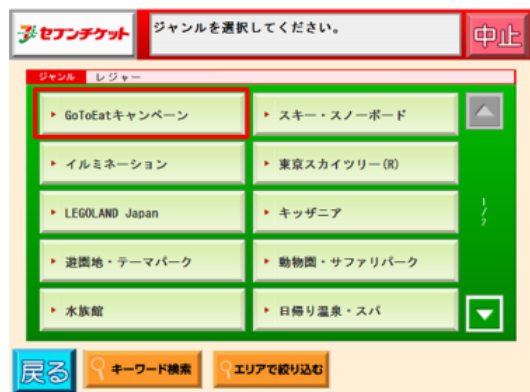 セブンチケット
ジャンルを選択してください。
中止
ジャンル レジャー
GoToEatキャンペーン
スキー・スノーボード
イルミネーション
東京スカイツリー(R)
LEGOLAND Japan
キッザニア
1/2
遊園地・テーマパーク
動物園・サファリパーク
水族館
日帰り温泉・スパ
戻る
キーワード検索
エリアで絞り込む